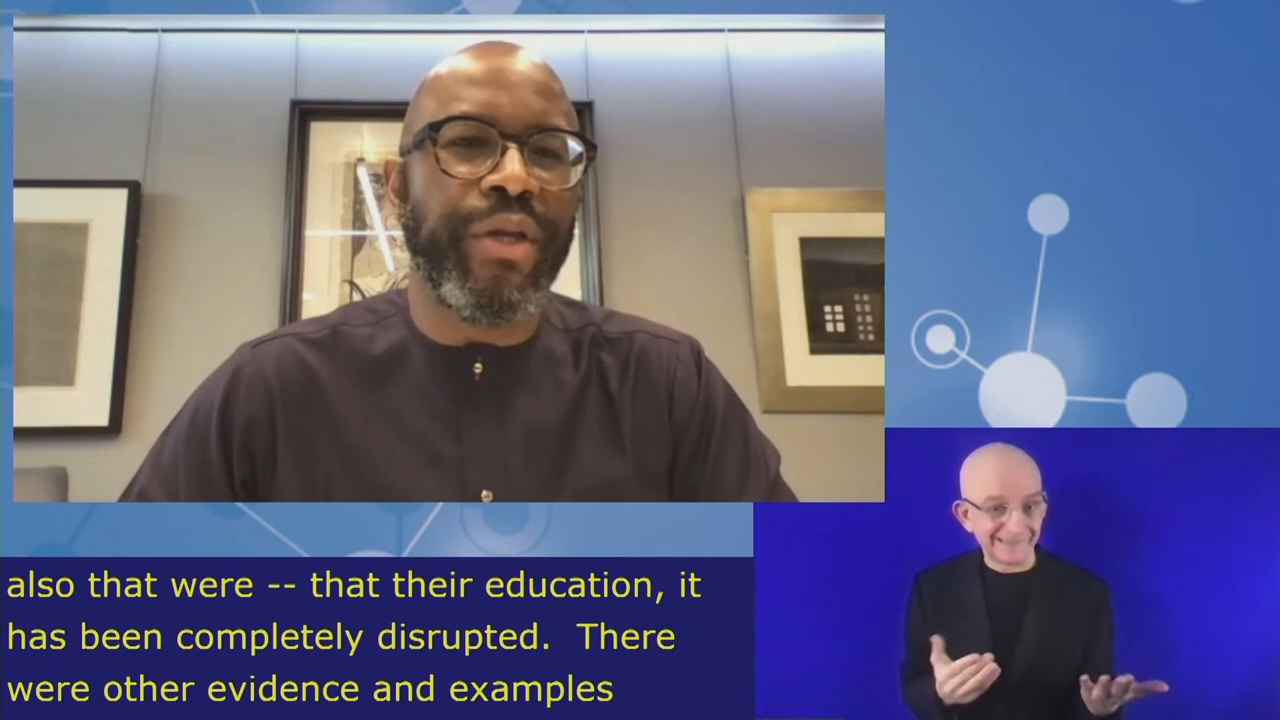 also that were -- that their education, it
has been completely disrupted.  There
were other evidence and examples